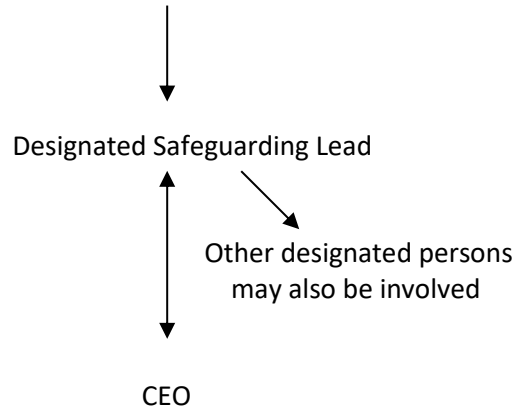 Designated Safeguarding Lead
Other designated persons
may also be involved
CEO